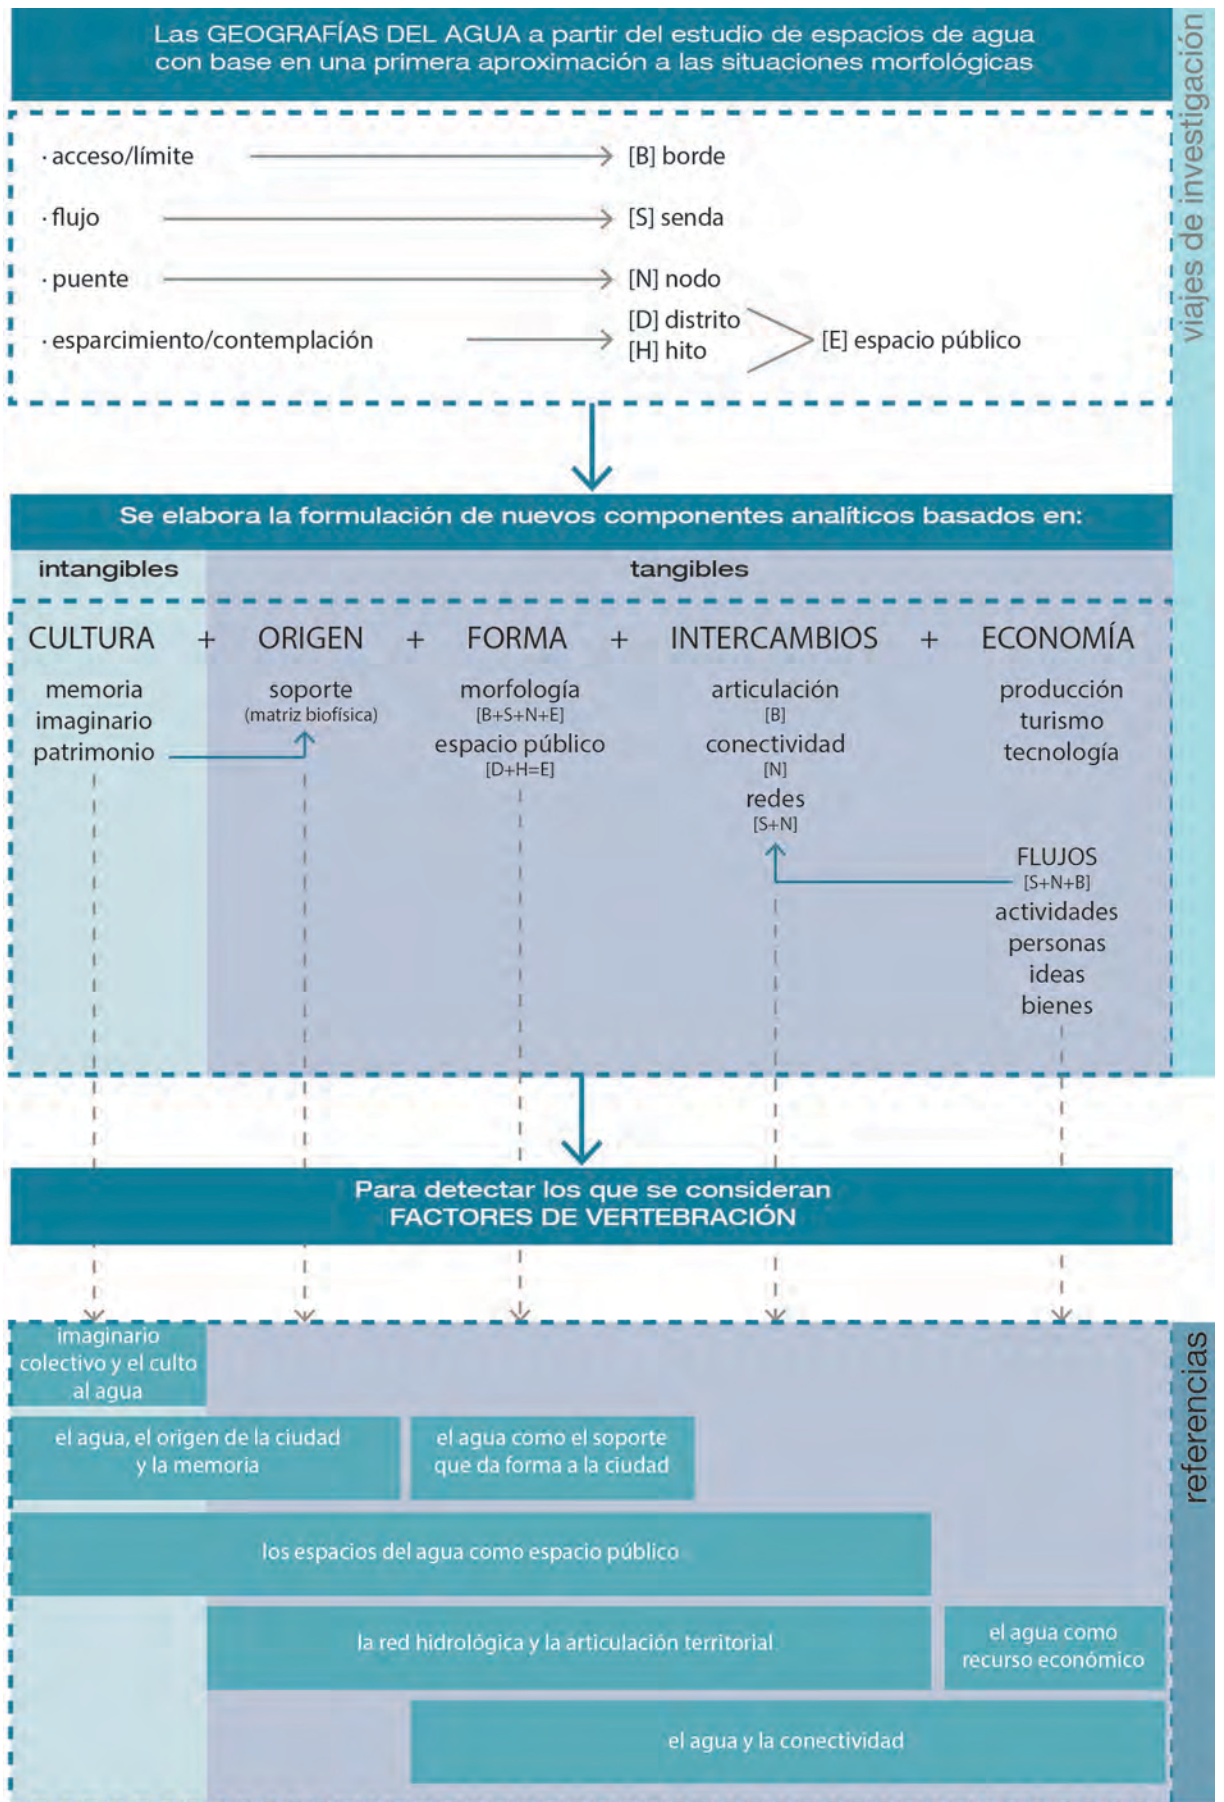 Las GEOGRAFÍAS DEL AGUA a partir del estudio de espacios de agua
con base en una primera aproximación a las situaciones morfológicas
viajes de investigación
· acceso/límite
[B] borde
· flujo
[S] senda
· puente
[N] nodo
· esparcimiento/contemplación
[D] distrito
[H] hito
[E] espacio público
Se elabora la formulación de nuevos componentes analíticos basados en:
intangibles
tangibles
CULTURA + ORIGEN + FORMA + INTERCAMBIOS + ECONOMÍA
memoria
imaginario
patrimonio
soporte
(matriz biofísica)
morfología
[B+S+N+E]
espacio público
[D+H=E]
articulación
[B]
conectividad
[N]
redes
[S+N]
producción
turismo
tecnología
FLUJOS
[S+N+B]
actividades
personas
ideas
bienes
Para detectar los que se consideran
FACTORES DE VERTEBRACIÓN
referencias
imaginario
colectivo y el culto
al agua
el agua, el origen de la ciudad
y la memoria
el agua como el soporte
que da forma a la ciudad
los espacios del agua como espacio público
la red hidrológica y la articulación territorial
el agua como
recurso económico
el agua y la conectividad